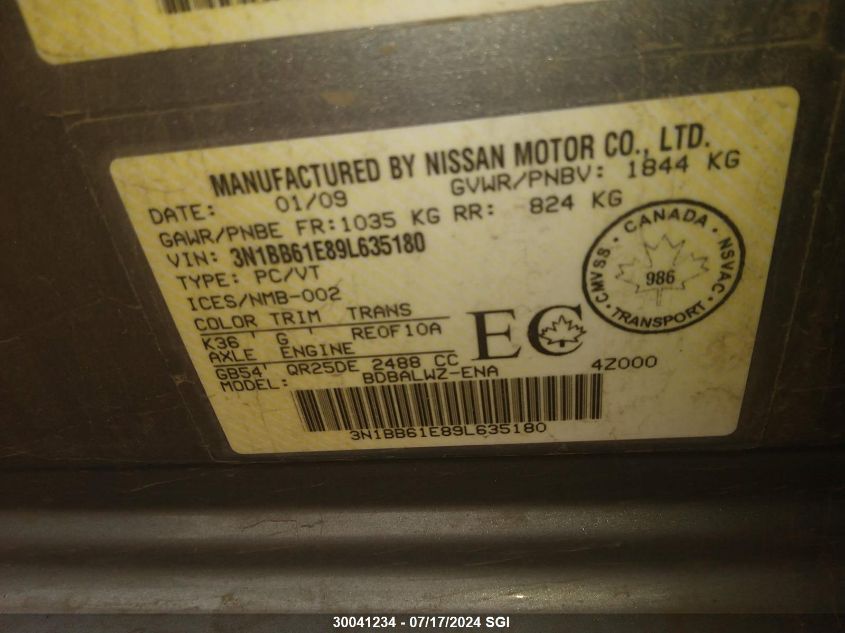 MANUFACTURED BY NISSAN MOTOR CO., LTD.
DATE: 01/09 GVWR/PNBV: 1844 KG
GAWR/PNBE FR:1035 KG RR: 824 KG
VIN: 3N1BB61E89L635180
TYPE: PC/VT
ICES/NMB-002
COLOR TRIM TRANS
K36 'G' RE0F10A
AXLE ENGINE
GB54 QR25DE 2488 CC
MODEL: BDBALWZ-ENA 4Z000
EC
CANADA
CMVSS 986 NSVAC
TRANSPORT
3N1BB61E89L635180
30041234 - 07/17/2024 SGI